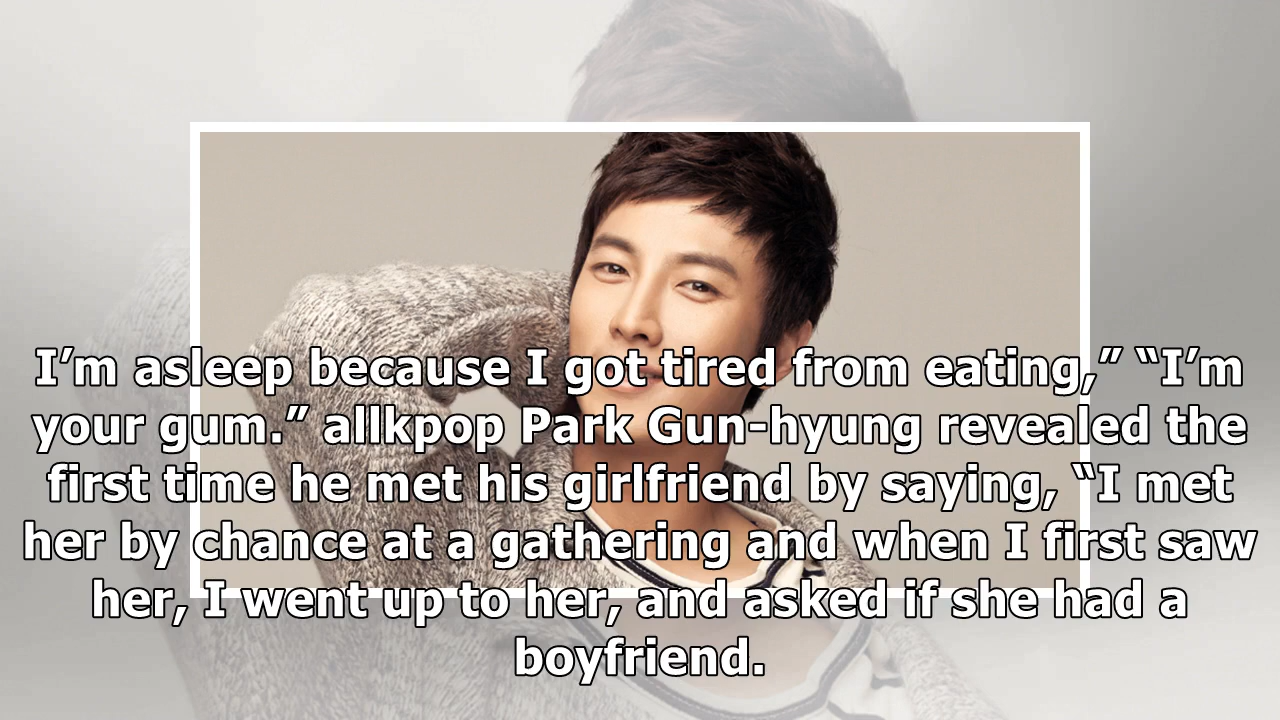 I’m asleep because I got tired from eating,” “I’m
your gum.” allkpop Park Gun-hyung revealed the
first time he met his girlfriend by saying, “I met
her by chance at a gathering and when I first saw
her, I went up to her, and asked if she had a
boyfriend.